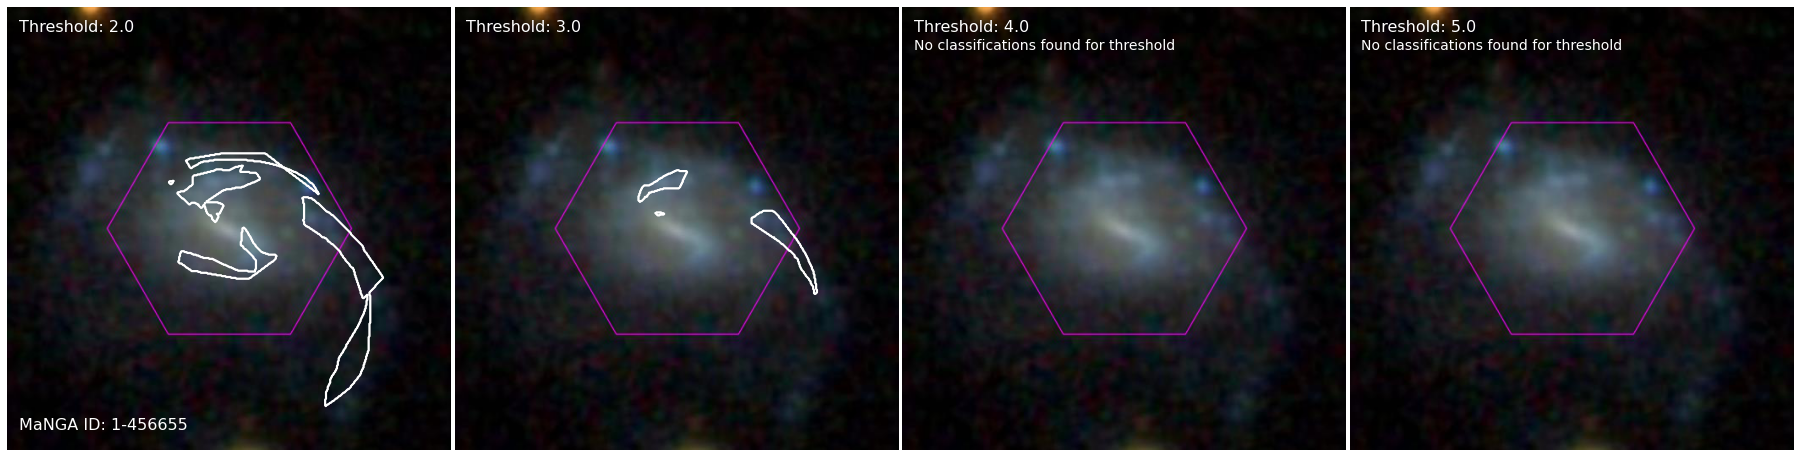 Threshold: 2.0
MaNGA ID: 1-456655
Threshold: 3.0
Threshold: 4.0
No classifications found for threshold
Threshold: 5.0
No classifications found for threshold